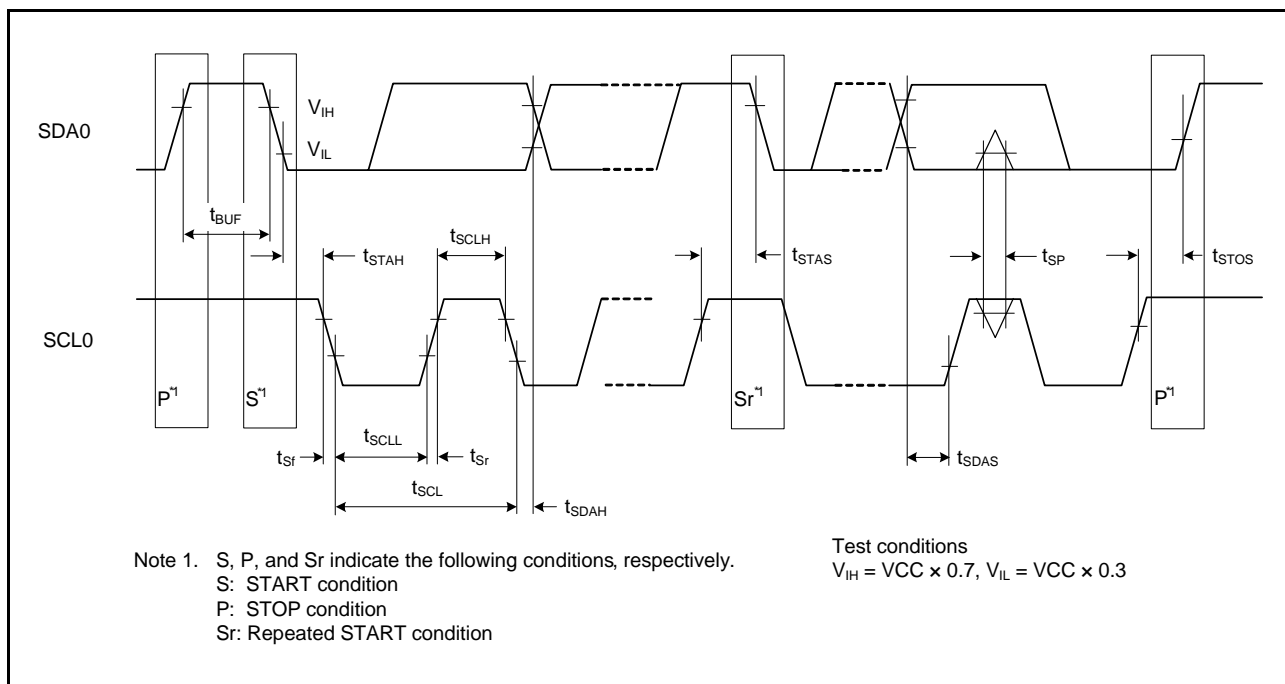 SDA0
V_IH
V_IL
t_BUF
t_STAH
t_SCLH
t_STAS
t_SP
t_STOS
SCL0
P*1
S*1
Sr*1
P*1
t_Sf
t_SCLL
t_Sr
t_SCL
t_SDAH
t_SDAS
Note 1. S, P, and Sr indicate the following conditions, respectively.
S: START condition
P: STOP condition
Sr: Repeated START condition
Test conditions
V_IH = VCC × 0.7, V_IL = VCC × 0.3